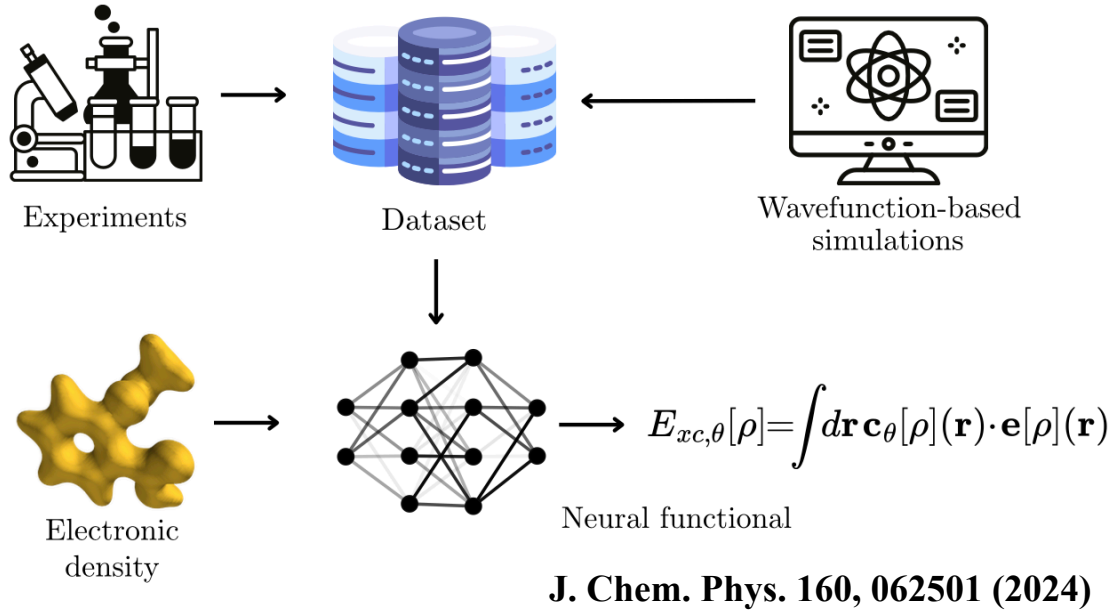 Experiments
Dataset
Wavefunction-based
simulations
Electronic
density
E_{xc,θ}[ρ]=∫dr c_θ[ρ](r)·e[ρ](r)
Neural functional
J. Chem. Phys. 160, 062501 (2024)